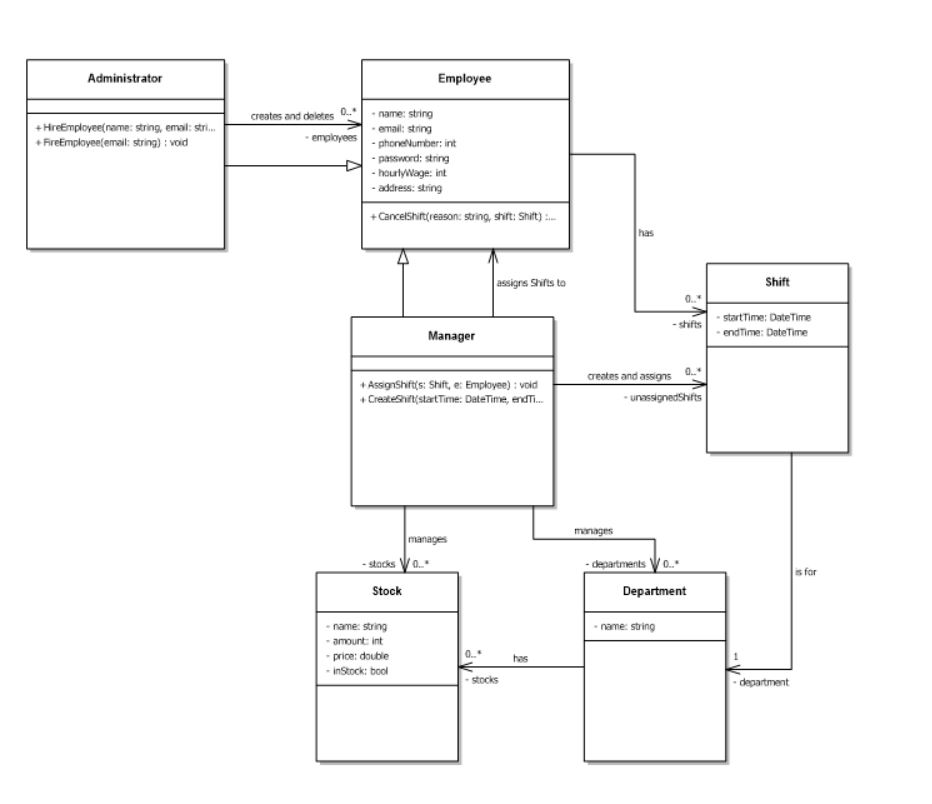 Administrator
+ HireEmployee(name: string, email: stri...
+ FireEmployee(email: string) : void
creates and deletes
0..*
- employees
Employee
- name: string
- email: string
- phoneNumber: int
- password: string
- hourlyWage: int
- address: string
+ CancelShift(reason: string, shift: Shift) :...
has
0..*
- shifts
assigns Shifts to
Shift
- startTime: DateTime
- endTime: DateTime
Manager
+ AssignShift(s: Shift, e: Employee) : void
+ CreateShift(startTime: DateTime, endTi...
creates and assigns
0..*
- unassignedShifts
manages
- stocks
0..*
manages
- departments
0..*
is for
1
- department
Stock
- name: string
- amount: int
- price: double
- inStock: bool
0..*
has
- stocks
Department
- name: string